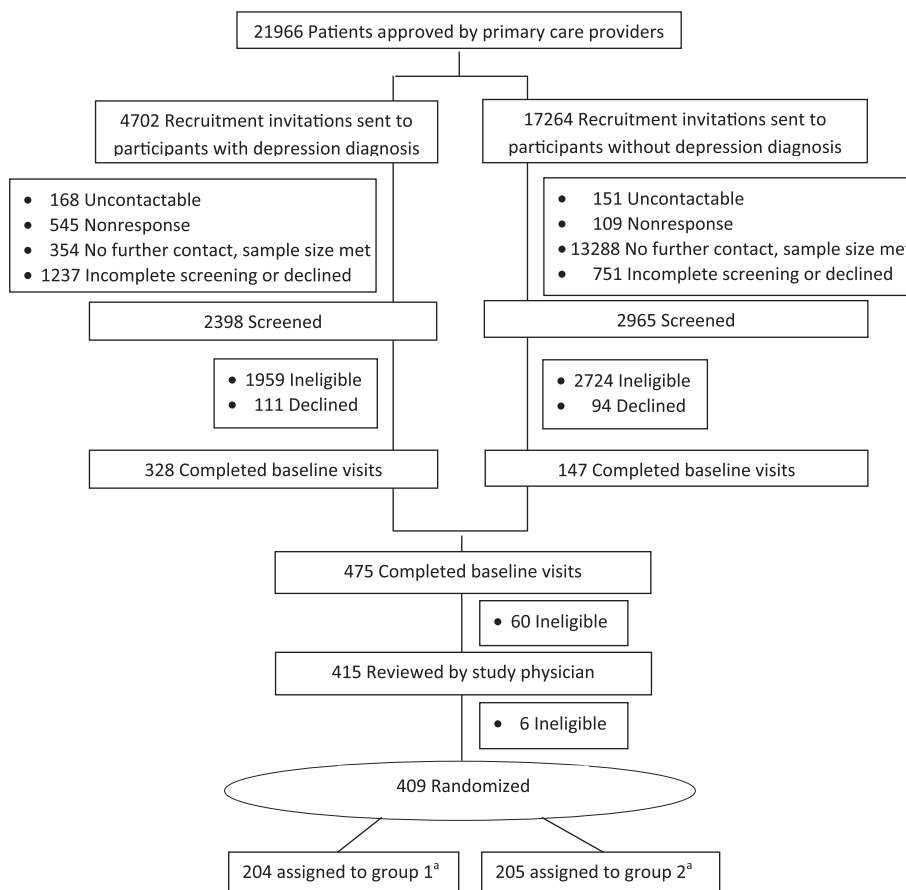 21966 Patients approved by primary care providers
4702 Recruitment invitations sent to
participants with depression diagnosis
17264 Recruitment invitations sent to
participants without depression diagnosis
• 168 Uncontactable
• 545 Nonresponse
• 354 No further contact, sample size met
• 1237 Incomplete screening or declined
• 151 Uncontactable
• 109 Nonresponse
• 13288 No further contact, sample size met
• 751 Incomplete screening or declined
2398 Screened
2965 Screened
• 1959 Ineligible
• 111 Declined
• 2724 Ineligible
• 94 Declined
328 Completed baseline visits
147 Completed baseline visits
475 Completed baseline visits
• 60 Ineligible
415 Reviewed by study physician
• 6 Ineligible
409 Randomized
204 assigned to group 1ᵃ
205 assigned to group 2ᵃ